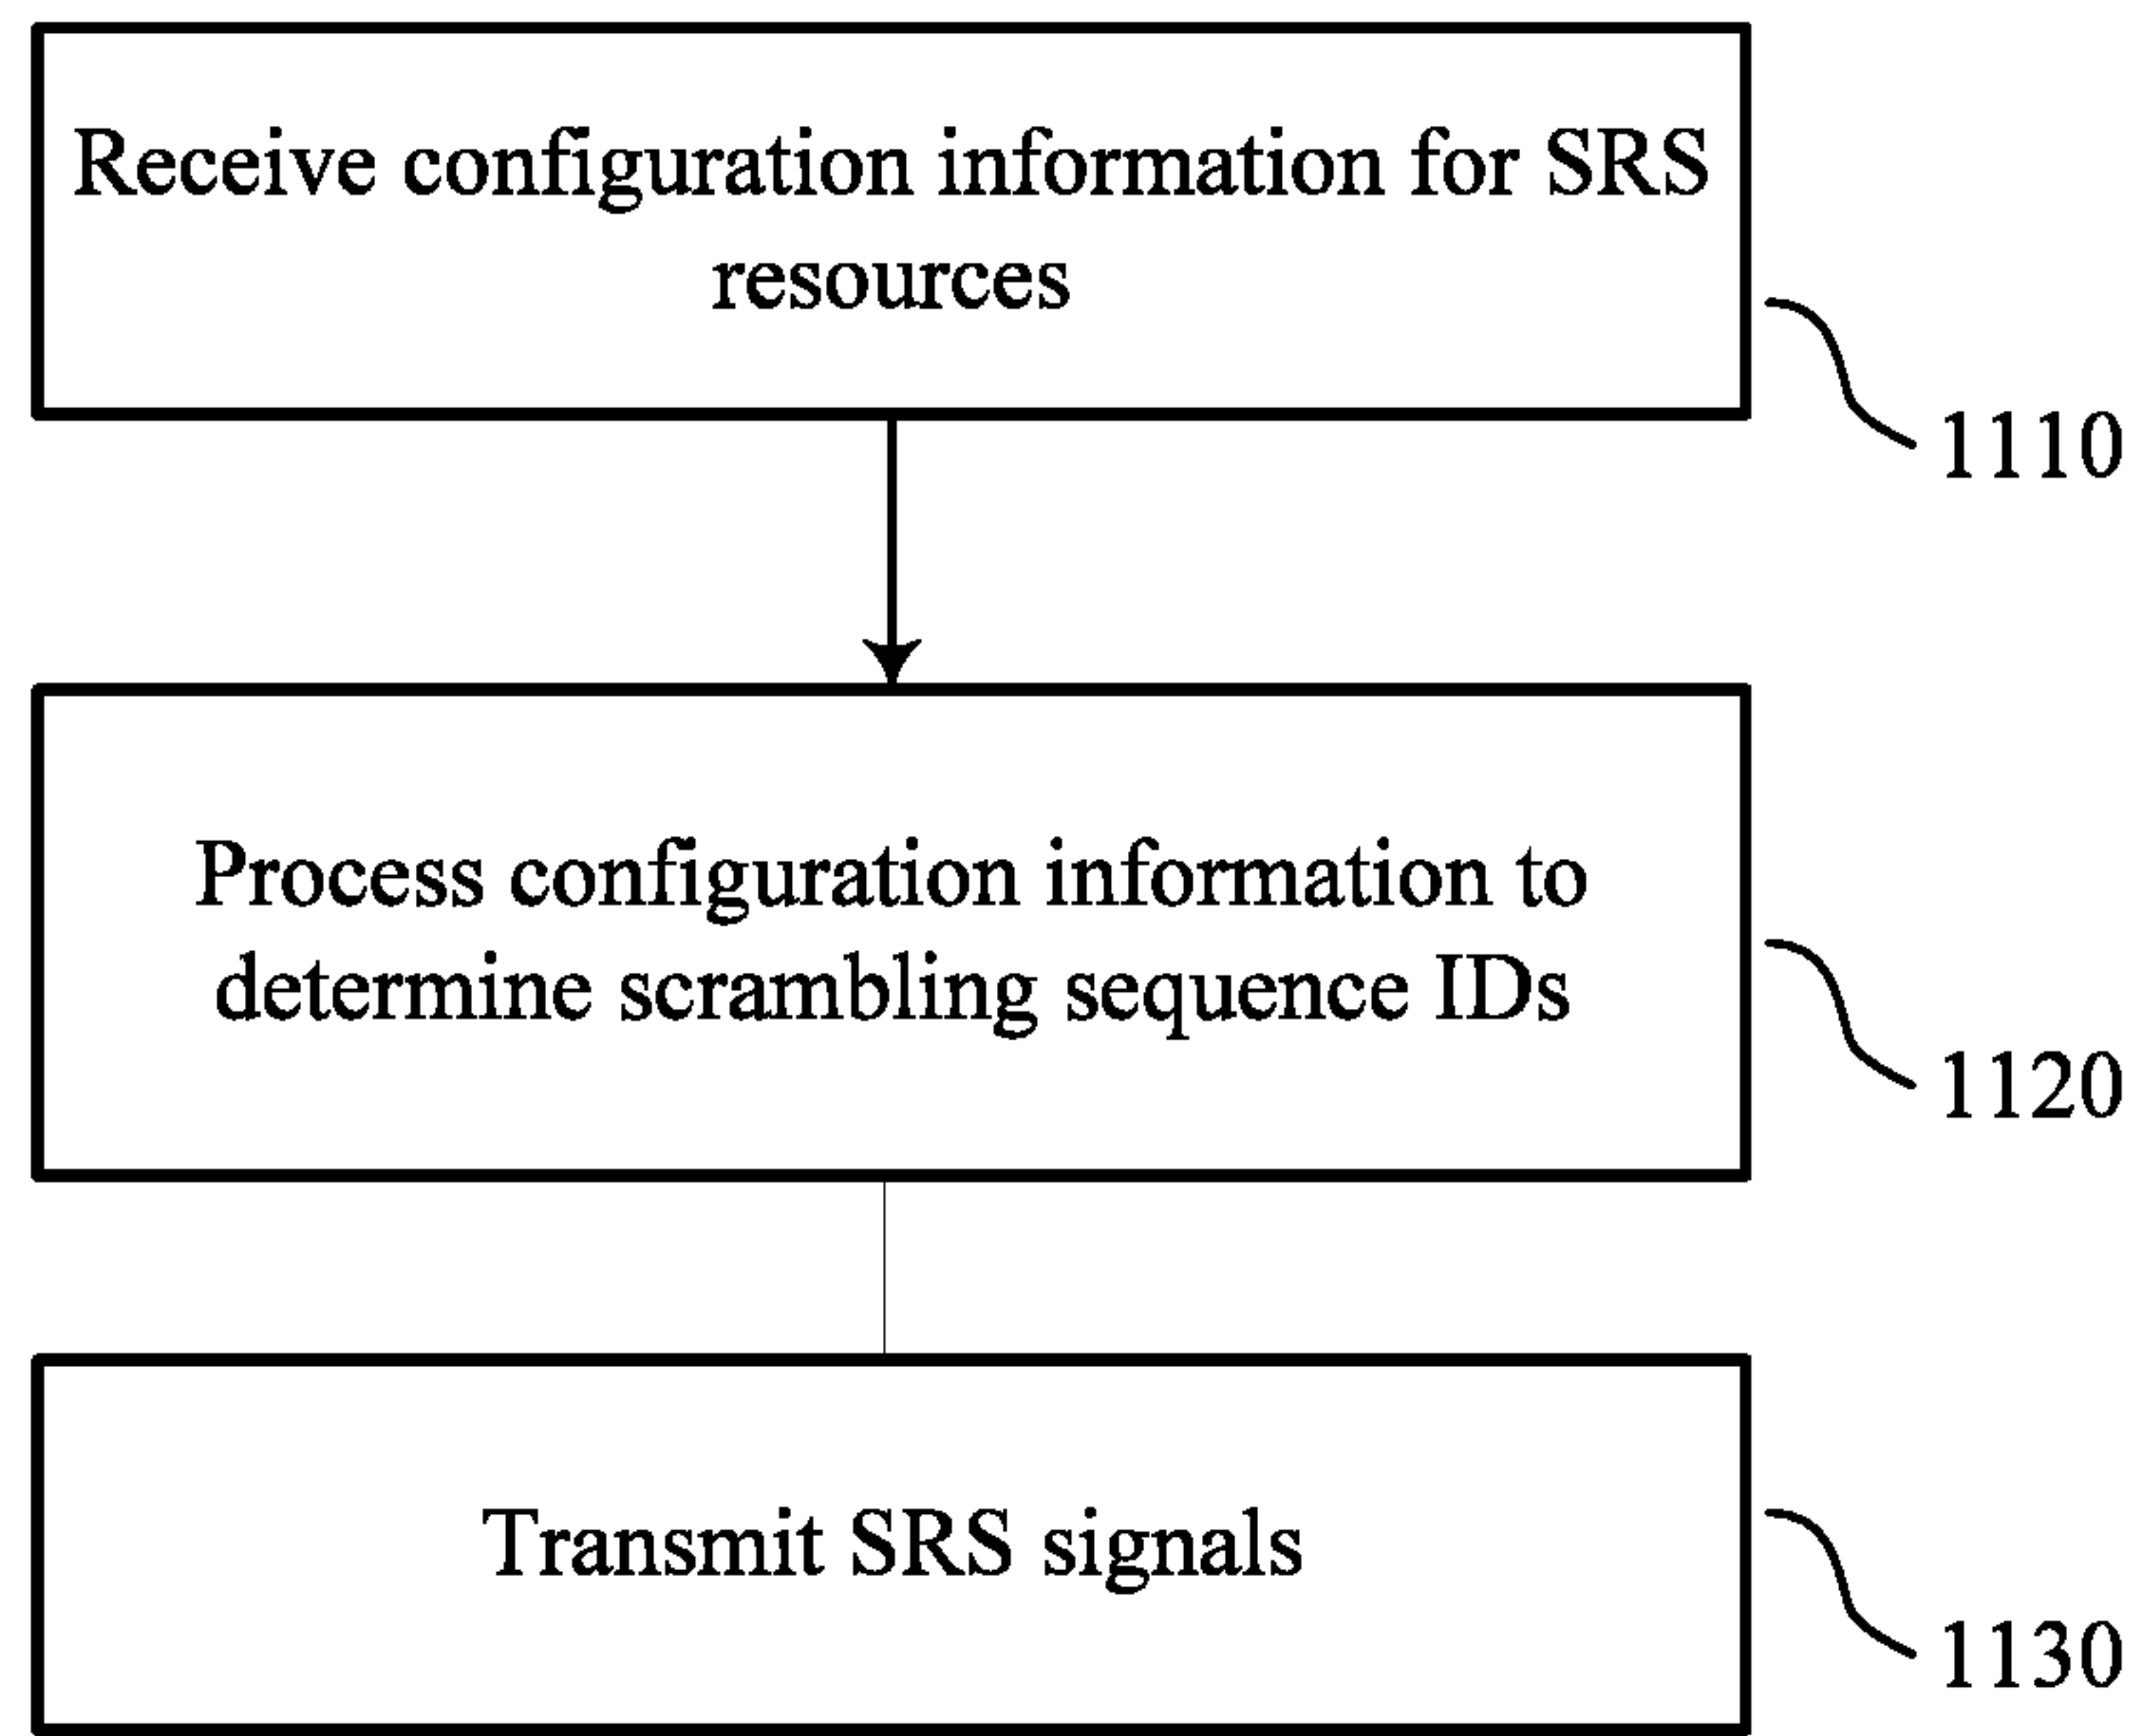 Receive configuration information for SRS
resources
1110
Process configuration information to
determine scrambling sequence IDs
1120
Transmit SRS signals
1130